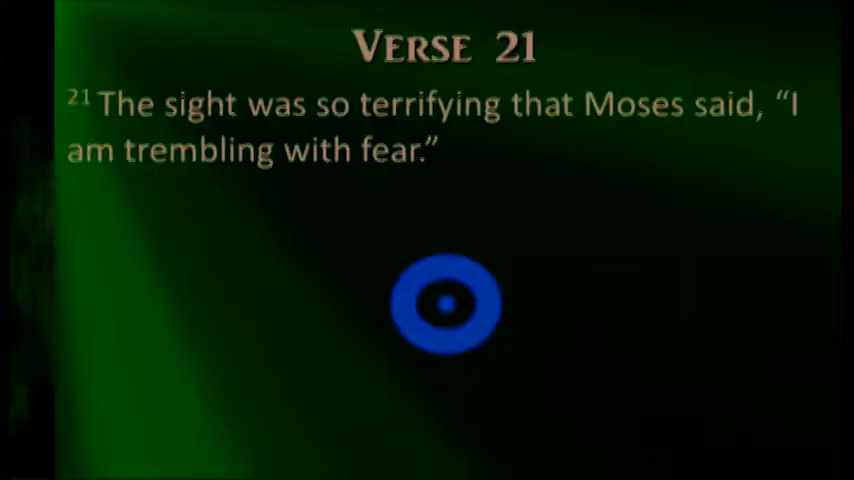 VERSE 21
21 The sight was so terrifying that Moses said, “I
am trembling with fear.”